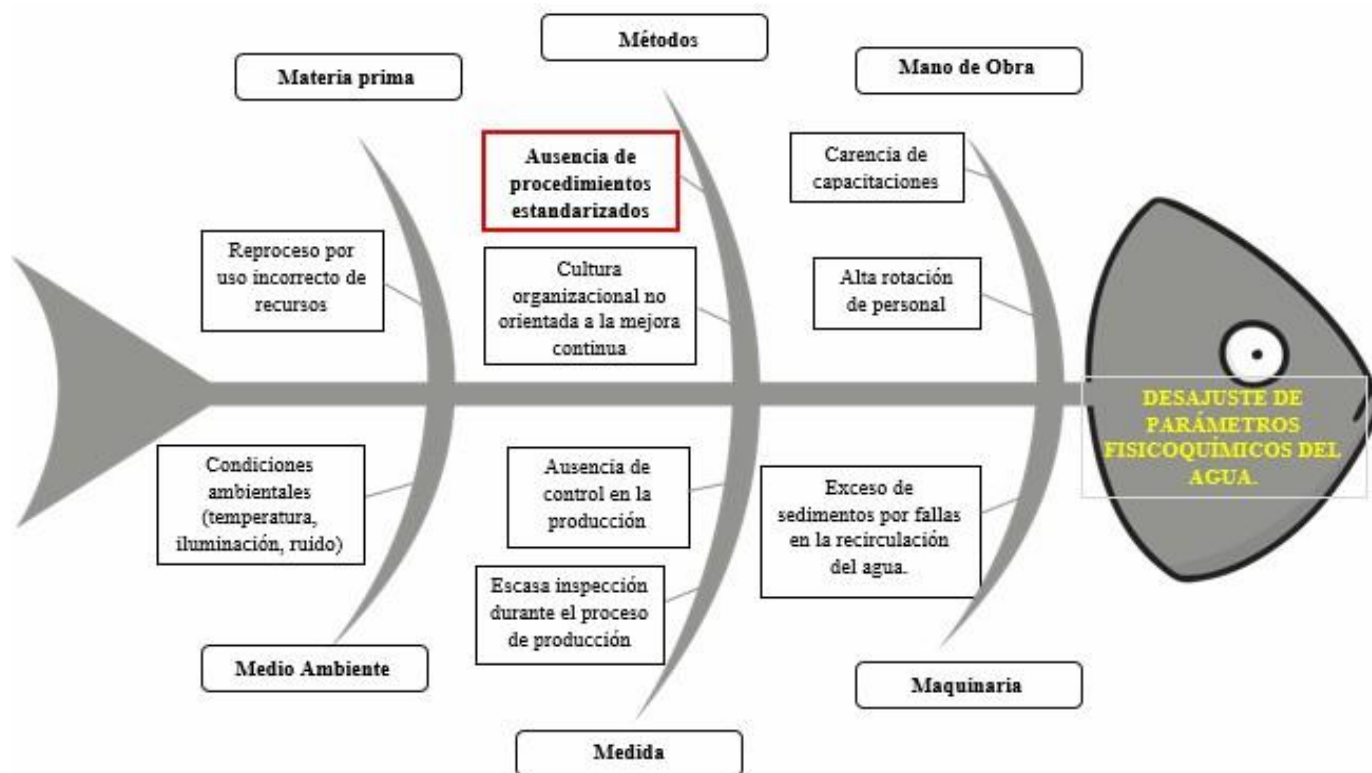 Métodos
Materia prima
Mano de Obra
Ausencia de
procedimientos
estandarizados
Carencia de
capacitaciones
Reproceso por
uso incorrecto de
recursos
Cultura
organizacional no
orientada a la mejora
continua
Alta rotación
de personal
DESAJUSTE DE
PARÁMETROS
FISICOQUÍMICOS DEL
AGUA.
Condiciones
ambientales
(temperatura,
iluminación, ruido)
Ausencia de
control en la
producción
Exceso de
sedimentos por fallas
en la recirculación
del agua.
Escasa inspección
durante el proceso
de producción
Medio Ambiente
Maquinaria
Medida